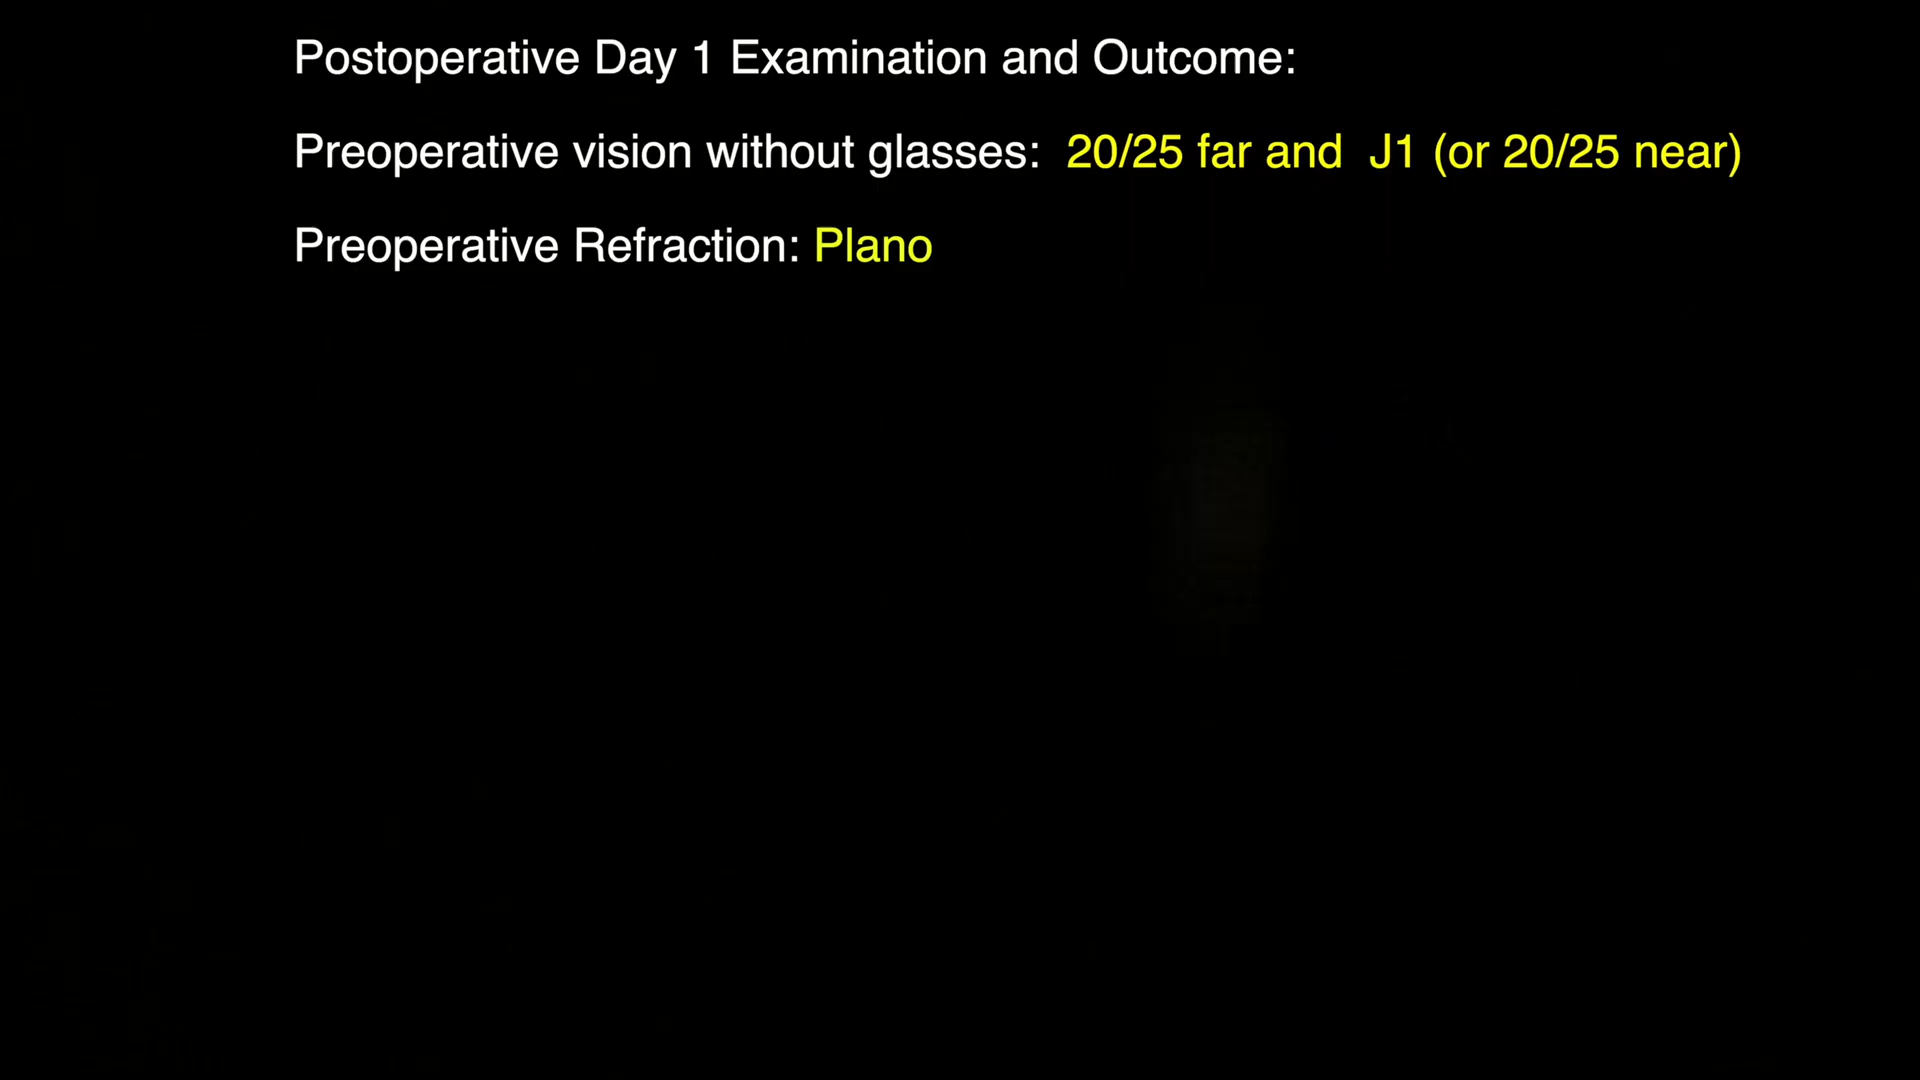 Postoperative Day 1 Examination and Outcome:
Preoperative vision without glasses: 20/25 far and J1 (or 20/25 near)
Preoperative Refraction: Plano